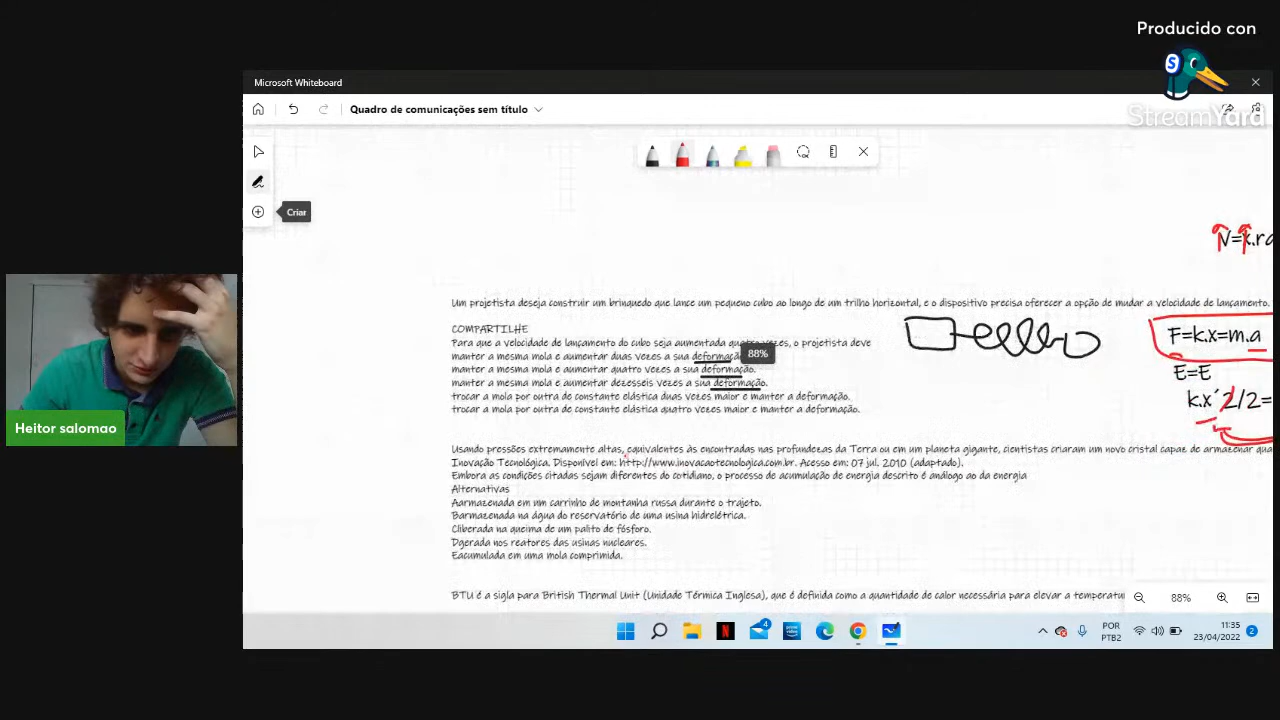 Producido con
StreamYard
Microsoft Whiteboard
Quadro de comunicações sem título
Criar
V=k.ra
Um projetista deseja construir um brinquedo que lance um pequeno cubo ao longo de um trilho horizontal, e o dispositivo precisa oferecer a opção de mudar a velocidade de lançamento.
COMPARTILHE
Para que a velocidade de lançamento do cubo seja aumentada quatro vezes, o projetista deve
manter a mesma mola e aumentar duas vezes a sua deformaçã
88%
manter a mesma mola e aumentar quatro vezes a sua deformação.
manter a mesma mola e aumentar dezesseis vezes a sua deformação.
trocar a mola por outra de constante elástica duas vezes maior e manter a deformação.
trocar a mola por outra de constante elástica quatro vezes maior e manter a deformação.
F=k.x=m.a
E=E
k.x´2/2=
Heitor salomao
Usando pressões extremamente altas, equivalentes às encontradas nas profundezas da Terra ou em um planeta gigante, cientistas criaram um novo cristal capaz de armazenar qua
Inovação Tecnológica. Disponível em: http://www.inovacaotecnologica.com.br. Acesso em: 07 jul. 2010 (adaptado).
Embora as condições citadas sejam diferentes do cotidiano, o processo de acumulação de energia descrito é análogo ao da energia
Alternativas
Aarmazenada em um carrinho de montanha russa durante o trajeto.
Barmazenada na água do reservatório de uma usina hidrelétrica.
Cliberada na queima de um palito de fósforo.
Dgerada nos reatores das usinas nucleares.
Eacumulada em uma mola comprimida.
BTU é a sigla para British Thermal Unit (Unidade Térmica Inglesa), que é definida como a quantidade de calor necessária para elevar a temperatu
88%
4
POR
PTB2
11:35
23/04/2022
2